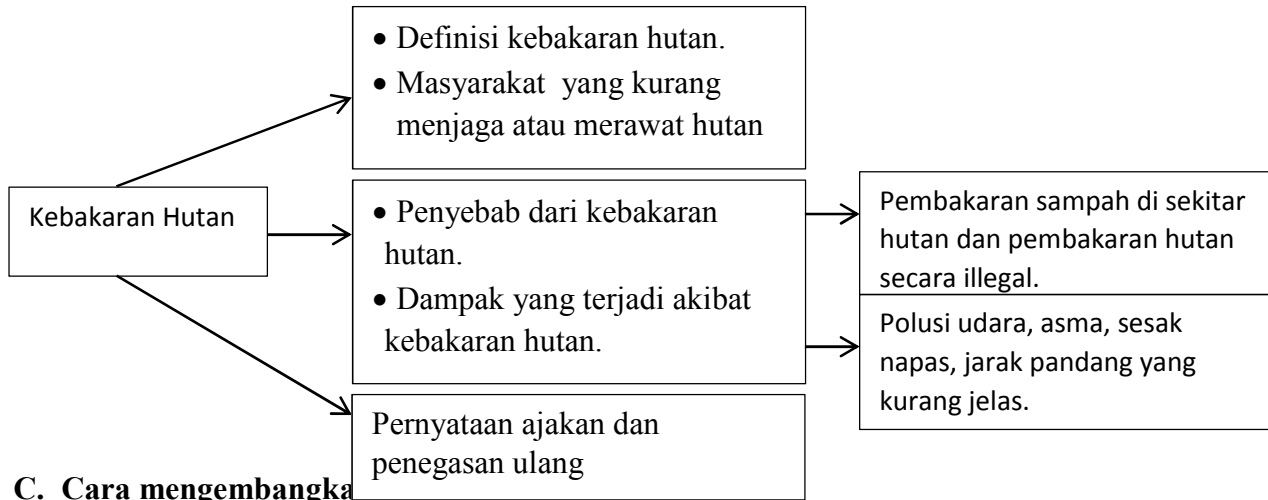 • Definisi kebakaran hutan.
• Masyarakat yang kurang
menjaga atau merawat hutan
Kebakaran Hutan
• Penyebab dari kebakaran
hutan.
• Dampak yang terjadi akibat
kebakaran hutan.
Pembakaran sampah di sekitar
hutan dan pembakaran hutan
secara illegal.
Polusi udara, asma, sesak
napas, jarak pandang yang
kurang jelas.
Pernyataan ajakan dan
penegasan ulang
C. Cara